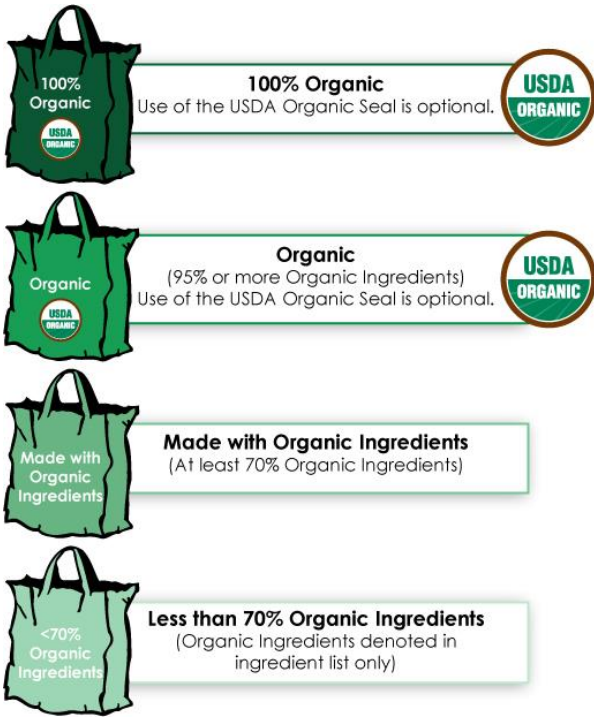 100%
Organic
USDA
ORGANIC
100% Organic
Use of the USDA Organic Seal is optional.
USDA
ORGANIC
Organic
USDA
ORGANIC
Organic
(95% or more Organic Ingredients)
Use of the USDA Organic Seal is optional.
USDA
ORGANIC
Made with
Organic
Ingredients
Made with Organic Ingredients
(At least 70% Organic Ingredients)
<70%
Organic
Ingredients
Less than 70% Organic Ingredients
(Organic Ingredients denoted in
ingredient list only)